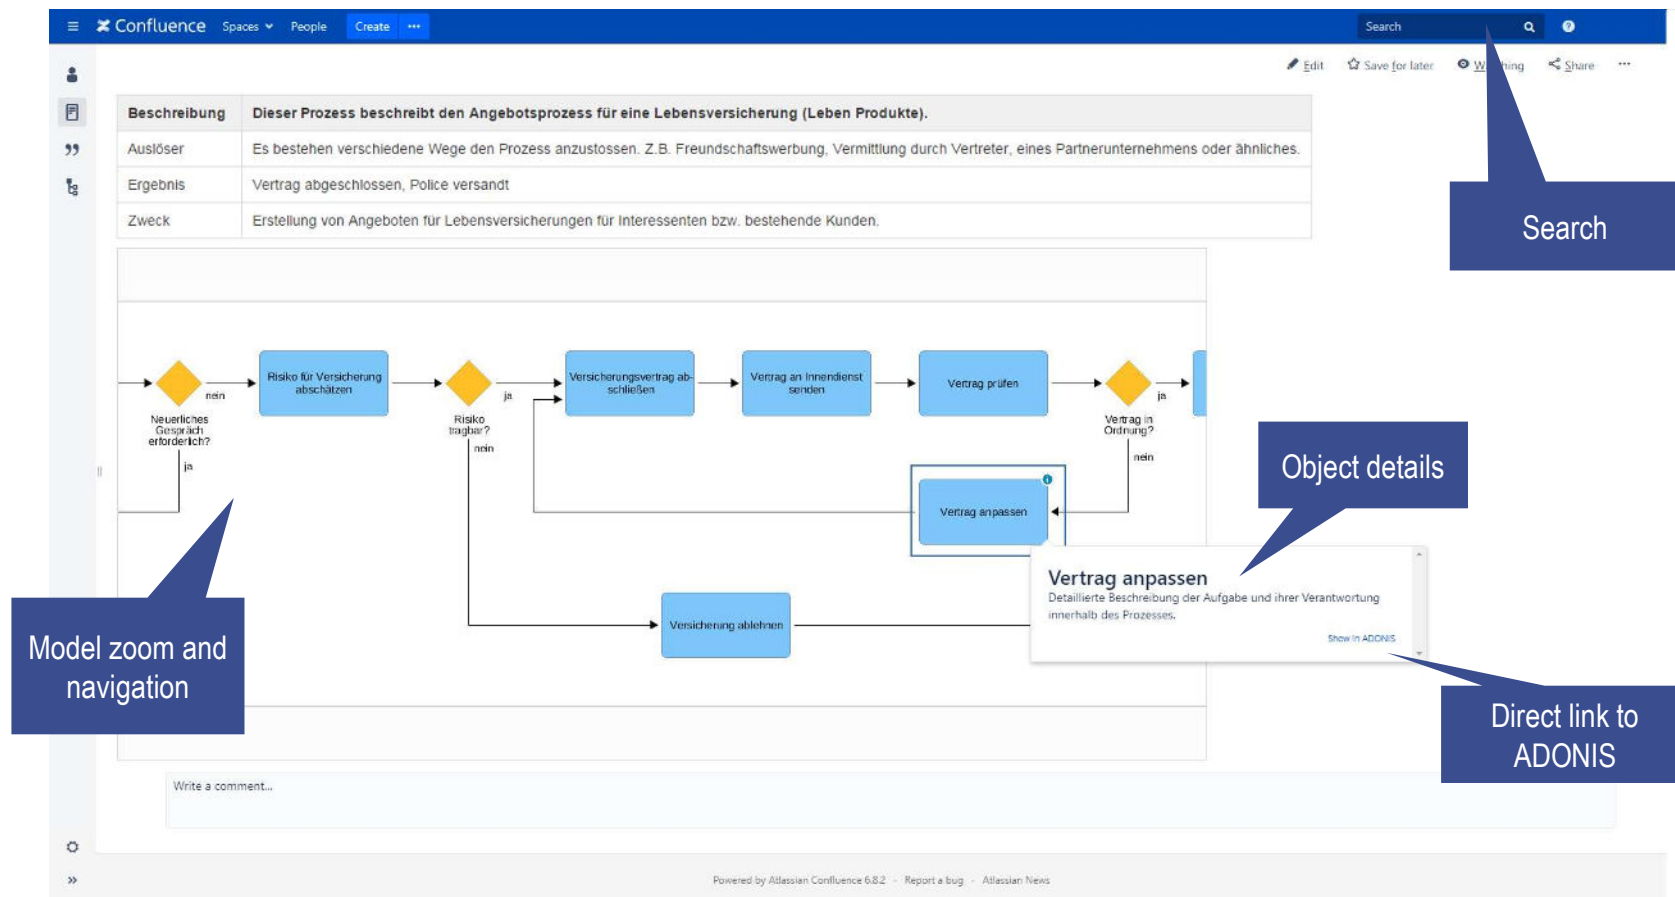 Confluence Spaces People Create ... Search
Edit Save for later W hing Share ...
Beschreibung Dieser Prozess beschreibt den Angebotsprozess für eine Lebensversicherung (Leben Produkte).
Auslöser Es bestehen verschiedene Wege den Prozess anzustossen. Z.B. Freundschaftswerbung, Vermittlung durch Vertreter, eines Partnerunternehmens oder ähnliches.
Ergebnis Vertrag abgeschlossen, Police versandt
Zweck Erstellung von Angeboten für Lebensversicherungen für Interessenten bzw. bestehende Kunden.
Search
Neuerliches
Gespräch
erforderlich?
nein
ja
Risiko für Versicherung
abschätzen
Risiko
tragbar?
ja
nein
Versicherungsvertrag ab-
schließen
Vertrag an Innendienst
senden
Vertrag prüfen
Vertrag in
Ordnung?
ja
nein
Vertrag anpassen
Versicherung ablehnen
Object details
Vertrag anpassen
Detaillierte Beschreibung der Aufgabe und ihrer Verantwortung
innerhalb des Prozesses.
Show in ADONIS
Model zoom and
navigation
Direct link to
ADONIS
Write a comment...
Powered by Atlassian Confluence 6.8.2 - Report a bug - Atlassian News